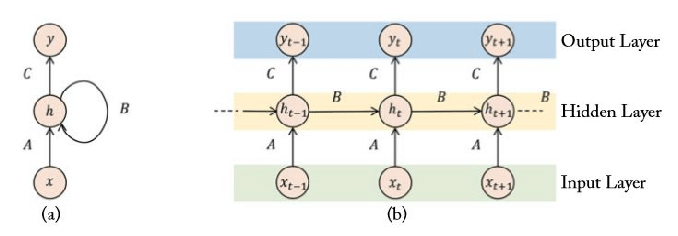 y
C
h
B
A
x
(a)
y_{t-1} y_t y_{t+1} Output Layer
C C C
B B B
h_{t-1} h_t h_{t+1} Hidden Layer
A A A
x_{t-1} x_t x_{t+1} Input Layer
(b)